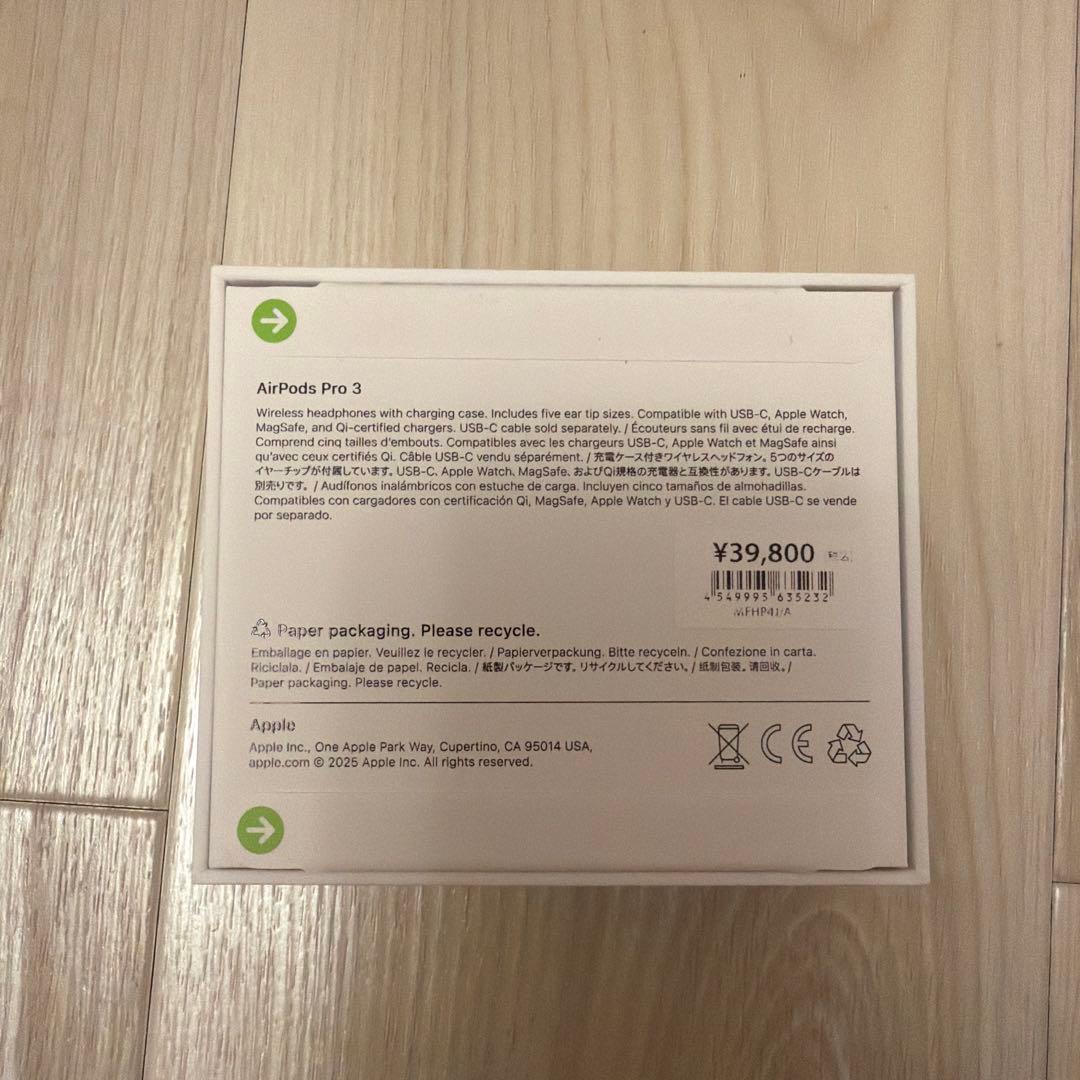 AirPods Pro 3
Wireless headphones with charging case. Includes five ear tip sizes. Compatible with USB-C, Apple Watch,
MagSafe, and Qi-certified chargers. USB-C cable sold separately. / Écouteurs sans fil avec étui de recharge.
Comprend cinq tailles d'embouts. Compatibles avec les chargeurs USB-C, Apple Watch et MagSafe ainsi
qu'avec ceux certifiés Qi. Câble USB-C vendu séparément. / 充電ケース付きワイヤレスヘッドフォン。5つのサイズの
イヤーチップが付属しています。USB-C、Apple Watch、MagSafe、およびQi規格の充電器と互換性があります。USB-Cケーブルは
別売りです。/ Audífonos inalámbricos con estuche de carga. Incluyen cinco tamaños de almohadillas.
Compatibles con cargadores con certificación Qi, MagSafe, Apple Watch y USB-C. El cable USB-C se vende
por separado.
¥39,800
4 549995 635232
MFHP4J/A
Paper packaging. Please recycle.
Emballage en papier. Veuillez le recycler. / Papierverpackung. Bitte recyceln. / Confezione in carta.
Riciclala. / Embalaje de papel. Recicla. / 紙製パッケージです。リサイクルしてください。/ 纸制包装。请回收。/
Paper packaging. Please recycle.
Apple
Apple Inc., One Apple Park Way, Cupertino, CA 95014 USA,
apple.com © 2025 Apple Inc. All rights reserved.
CE